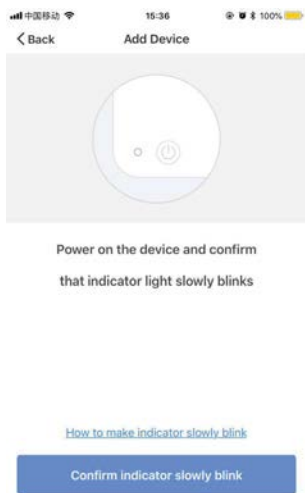 中国移动 15:36 100%
Back Add Device
Power on the device and confirm
that indicator light slowly blinks
How to make indicator slowly blink
Confirm indicator slowly blink